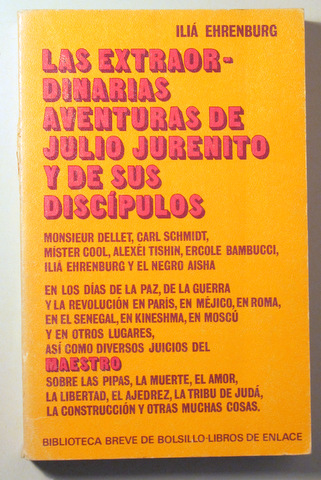 ILIÁ EHRENBURG
LAS EXTRAOR-
DINARIAS
AVENTURAS DE
JULIO JURENITO
Y DE SUS
DISCÍPULOS
MONSIEUR DELLET, CARL SCHMIDT,
MÍSTER COOL, ALEXÉI TISHIN, ERCOLE BAMBUCCI,
ILIÁ EHRENBURG Y EL NEGRO AISHA
EN LOS DÍAS DE LA PAZ, DE LA GUERRA
Y LA REVOLUCIÓN EN PARÍS, EN MÉJICO, EN ROMA,
EN EL SENEGAL, EN KINESHMA, EN MOSCÚ
Y EN OTROS LUGARES,
ASÍ COMO DIVERSOS JUICIOS DEL
MAESTRO
SOBRE LAS PIPAS, LA MUERTE, EL AMOR,
LA LIBERTAD, EL AJEDREZ, LA TRIBU DE JUDÁ,
LA CONSTRUCCIÓN Y OTRAS MUCHAS COSAS.
BIBLIOTECA BREVE DE BOLSILLO-LIBROS DE ENLACE